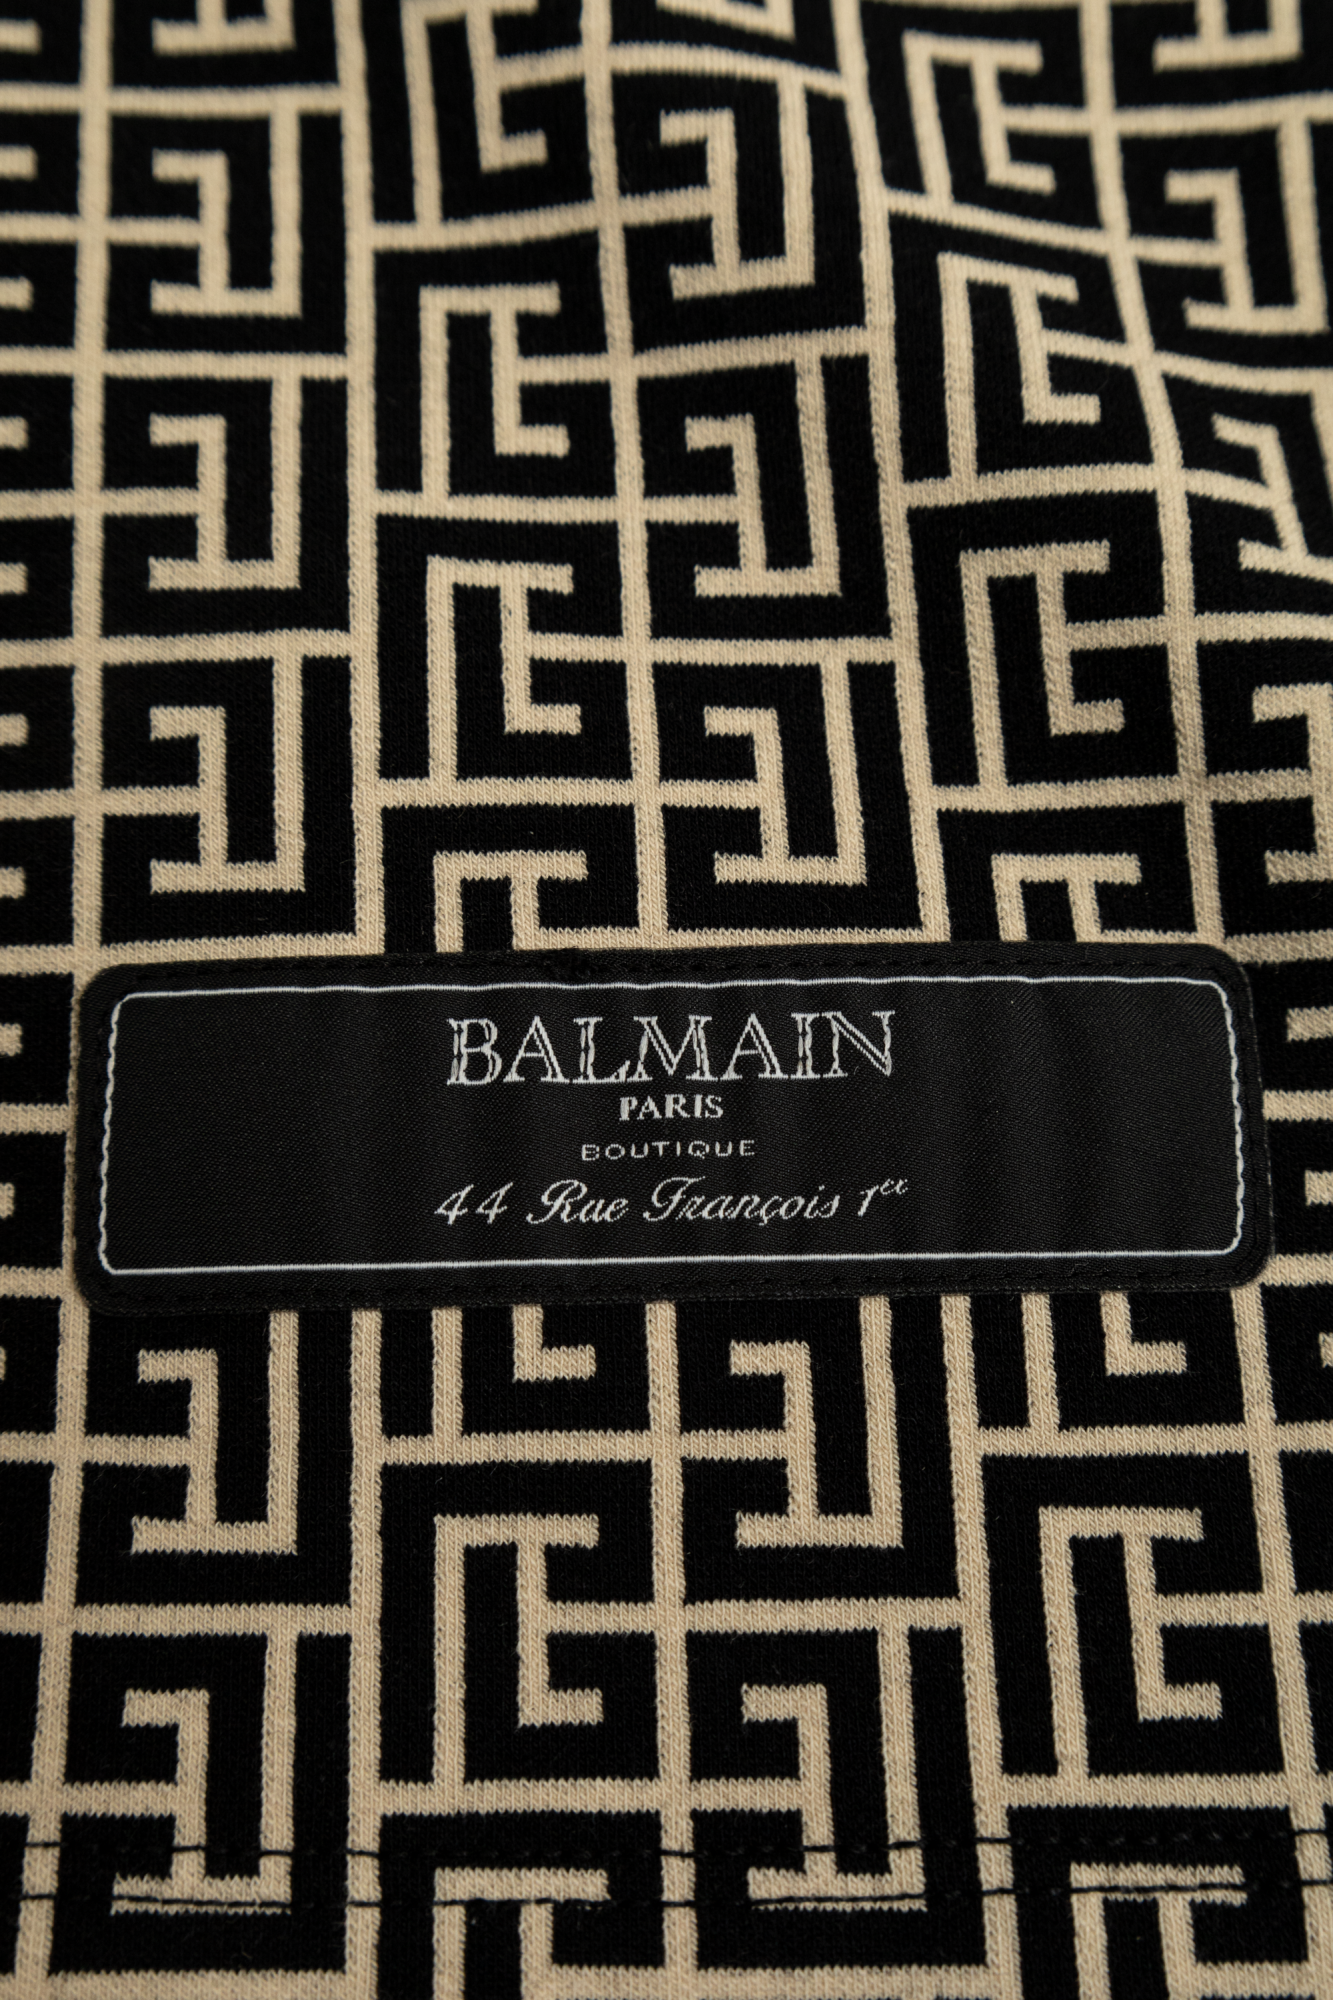 BALMAIN
PARIS
BOUTIQUE
44 Rue François 1er